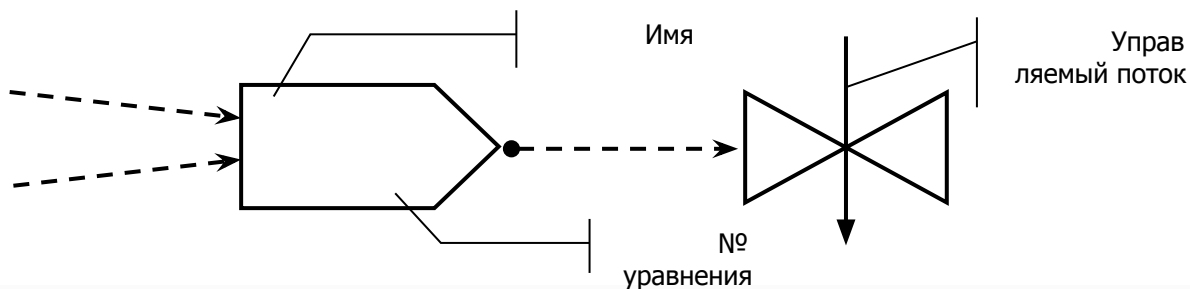 Имя
Управ
ляемый поток
№
уравнения